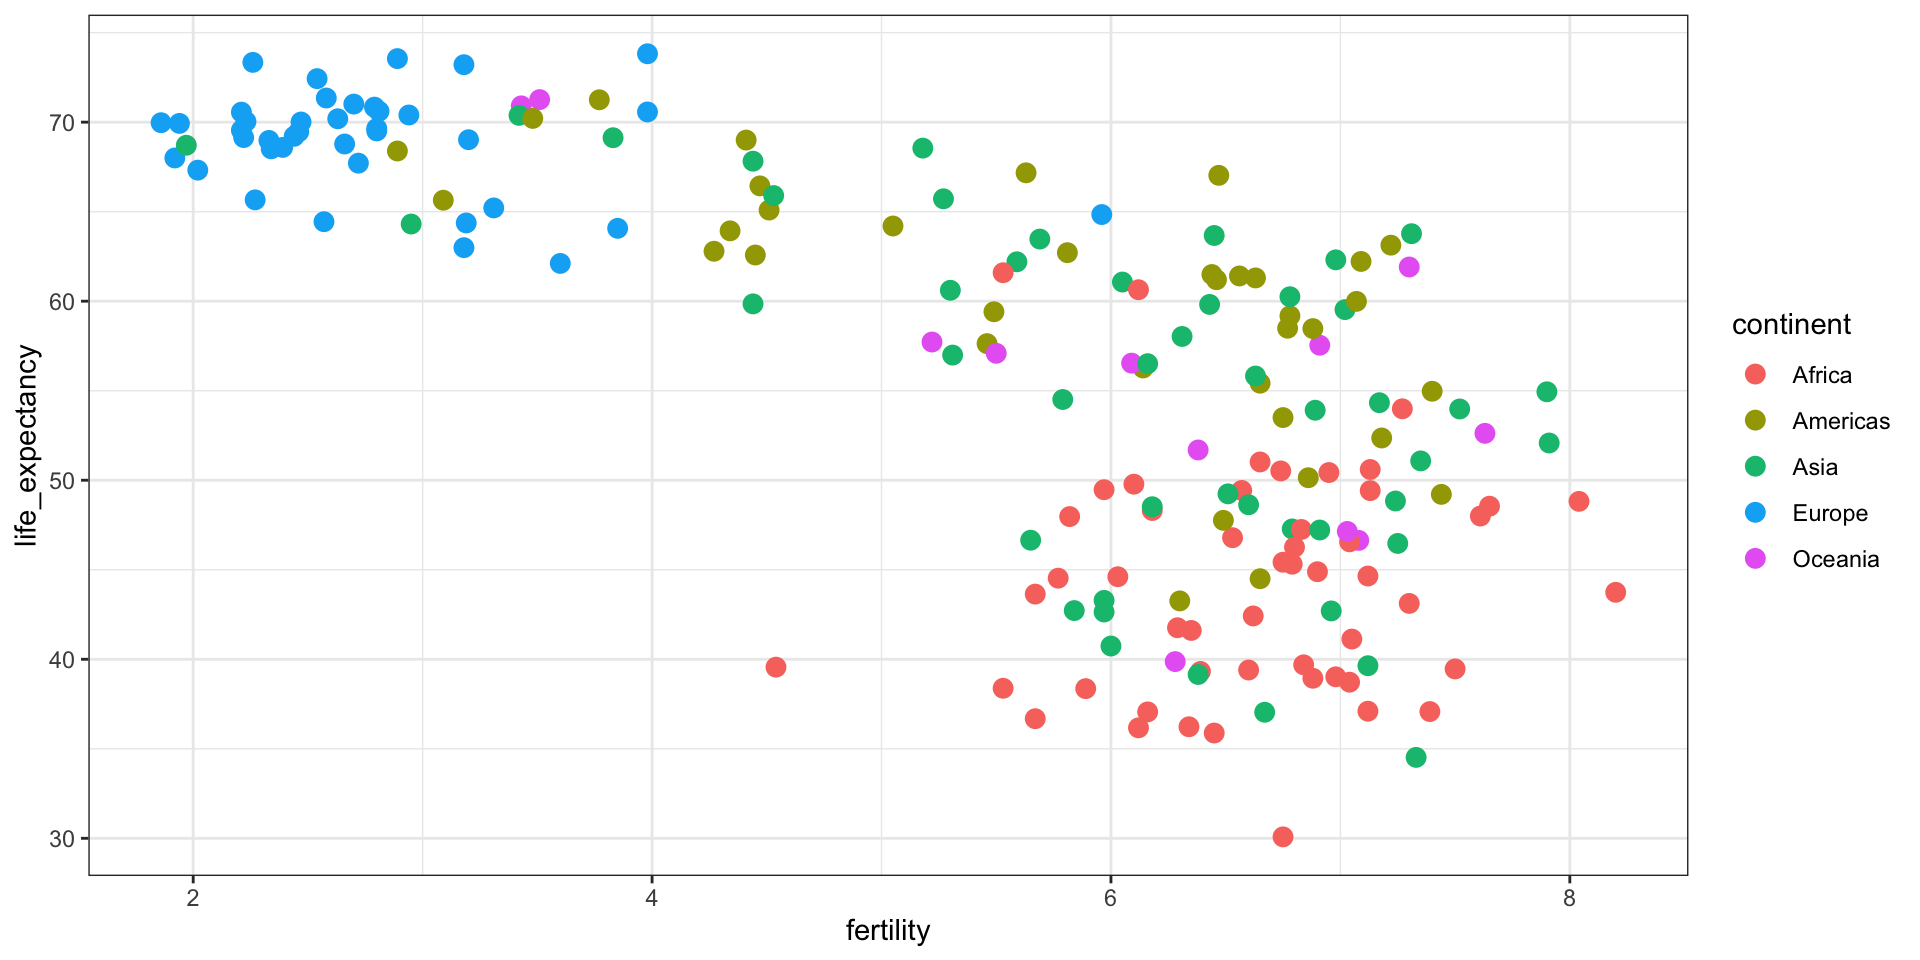 life_expectancy
70
60
50
40
30
2
4
6
8
fertility
continent
Africa
Americas
Asia
Europe
Oceania